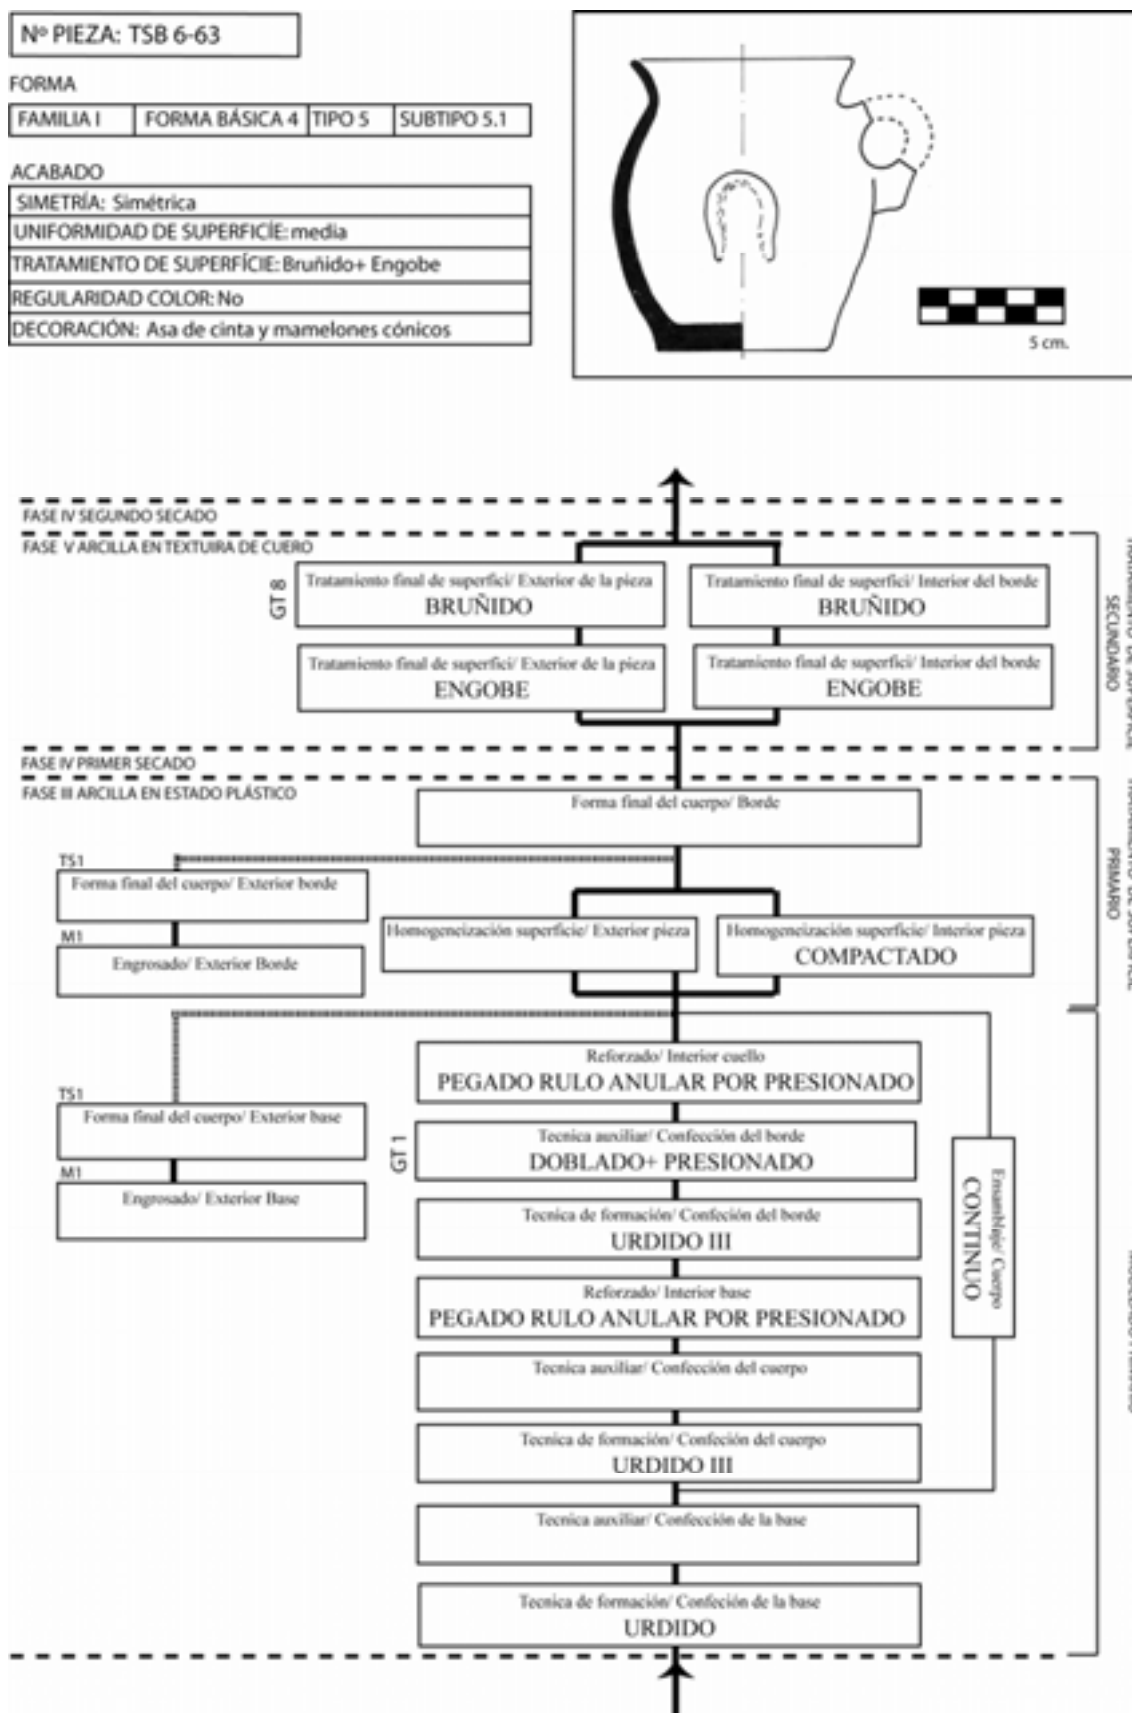 Nº PIEZA: TSB 6-63
FORMA
FAMILIA I
FORMA BÁSICA 4
TIPO 5
SUBTIPO 5.1
ACABADO
SIMETRÍA: Simétrica
UNIFORMIDAD DE SUPERFICÍE: media
TRATAMIENTO DE SUPERFÍCIE: Bruñido+ Engobe
REGULARIDAD COLOR: No
DECORACIÓN: Asa de cinta y mamelones cónicos
5 cm.
FASE IV SEGUNDO SECADO
FASE V ARCILLA EN TEXTUIRA DE CUERO
GT 8
Tratamiento final de superfici/ Exterior de la pieza
BRUÑIDO
Tratamiento final de superfici/ Interior del borde
BRUÑIDO
Tratamiento final de superfici/ Exterior de la pieza
ENGOBE
Tratamiento final de superfici/ Interior del borde
ENGOBE
SECUNDARIO
FASE IV PRIMER SECADO
FASE III ARCILLA EN ESTADO PLÁSTICO
Forma final del cuerpo/ Borde
TS1
Forma final del cuerpo/ Exterior borde
M1
Engrosado/ Exterior Borde
Homogeneización superficie/ Exterior pieza
Homogeneización superficie/ Interior pieza
COMPACTADO
PRIMARIO
Reforzado/ Interior cuello
PEGADO RULO ANULAR POR PRESIONADO
TS1
Forma final del cuerpo/ Exterior base
M1
Engrosado/ Exterior Base
GT 1
Tecnica auxiliar/ Confección del borde
DOBLADO+ PRESIONADO
Tecnica de formación/ Confeción del borde
URDIDO III
Reforzado/ Interior base
PEGADO RULO ANULAR POR PRESIONADO
Ensamblaje/ Cuerpo
CONTINUO
Tecnica auxiliar/ Confección del cuerpo
Tecnica de formación/ Confeción del cuerpo
URDIDO III
Tecnica auxiliar/ Confección de la base
Tecnica de formación/ Confeción de la base
URDIDO